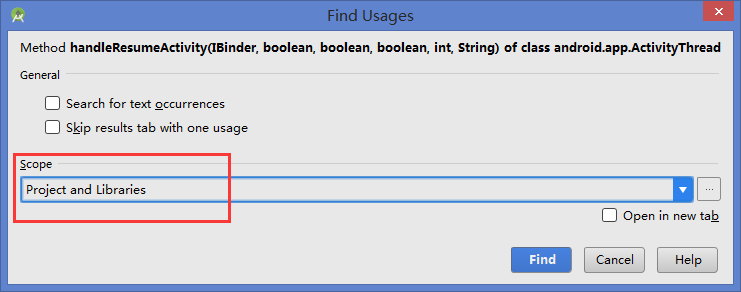 Find Usages
Method handleResumeActivity(IBinder, boolean, boolean, boolean, int, String) of class android.app.ActivityThread
General
Search for text occurrences
Skip results tab with one usage
Scope
Project and Libraries
...
Open in new tab
Find Cancel Help